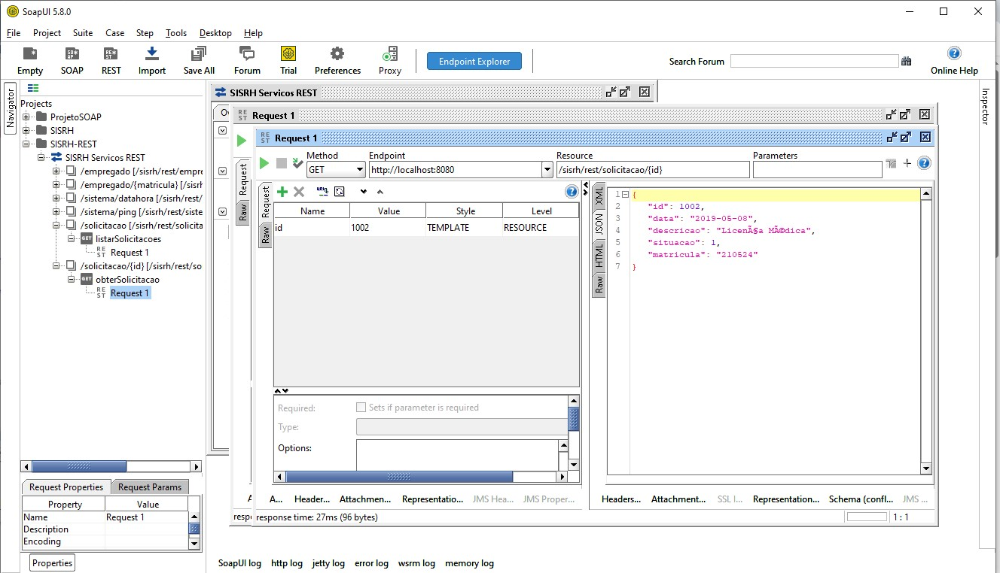 SoapUI 5.8.0
File Project Suite Case Step Tools Desktop Help
Empty SOAP REST Import Save All Forum Trial Preferences Proxy Endpoint Explorer Search Forum Online Help
Navigator
Projects
ProjetoSOAP
SISRH
SISRH-REST
SISRH Servicos REST
/empregado [/sisrh/rest/empre
/empregado/{matricula} [/sisrh
/sistema/datahora [/sisrh/rest/
/sistema/ping [/sisrh/rest/siste
/solicitacao [/sisrh/rest/solicita
GET listarSolicitacoes
REST Request 1
/solicitacao/{id} [/sisrh/rest/so
GET obterSolicitacao
REST Request 1
Request Properties Request Params
Property Value
Name Request 1
Description
Encoding
Properties
SISRH Servicos REST
Ov
REST Request 1
Request
Raw
A
resp
REST Request 1
Method Endpoint Resource Parameters
GET http://localhost:8080 /sisrh/rest/solicitacao/{id}
Request
Raw
Name Value Style Level
id 1002 TEMPLATE RESOURCE
Required: Sets if parameter is required
Type:
Options:
A... Header... Attachmen... Representatio... JMS Hea... JMS Proper...
XML
JSON
HTML
Raw
1 {
2 "id": 1002,
3 "data": "2019-05-08",
4 "descricao": "LicenÃ§a MÃ©dica",
5 "situacao": 1,
6 "matricula": "210524"
7 }
Headers... Attachment... SSL I... Representation... Schema (confl... JMS ...
response time: 27ms (96 bytes) 1 : 1
Inspector
SoapUI log http log jetty log error log wsrm log memory log